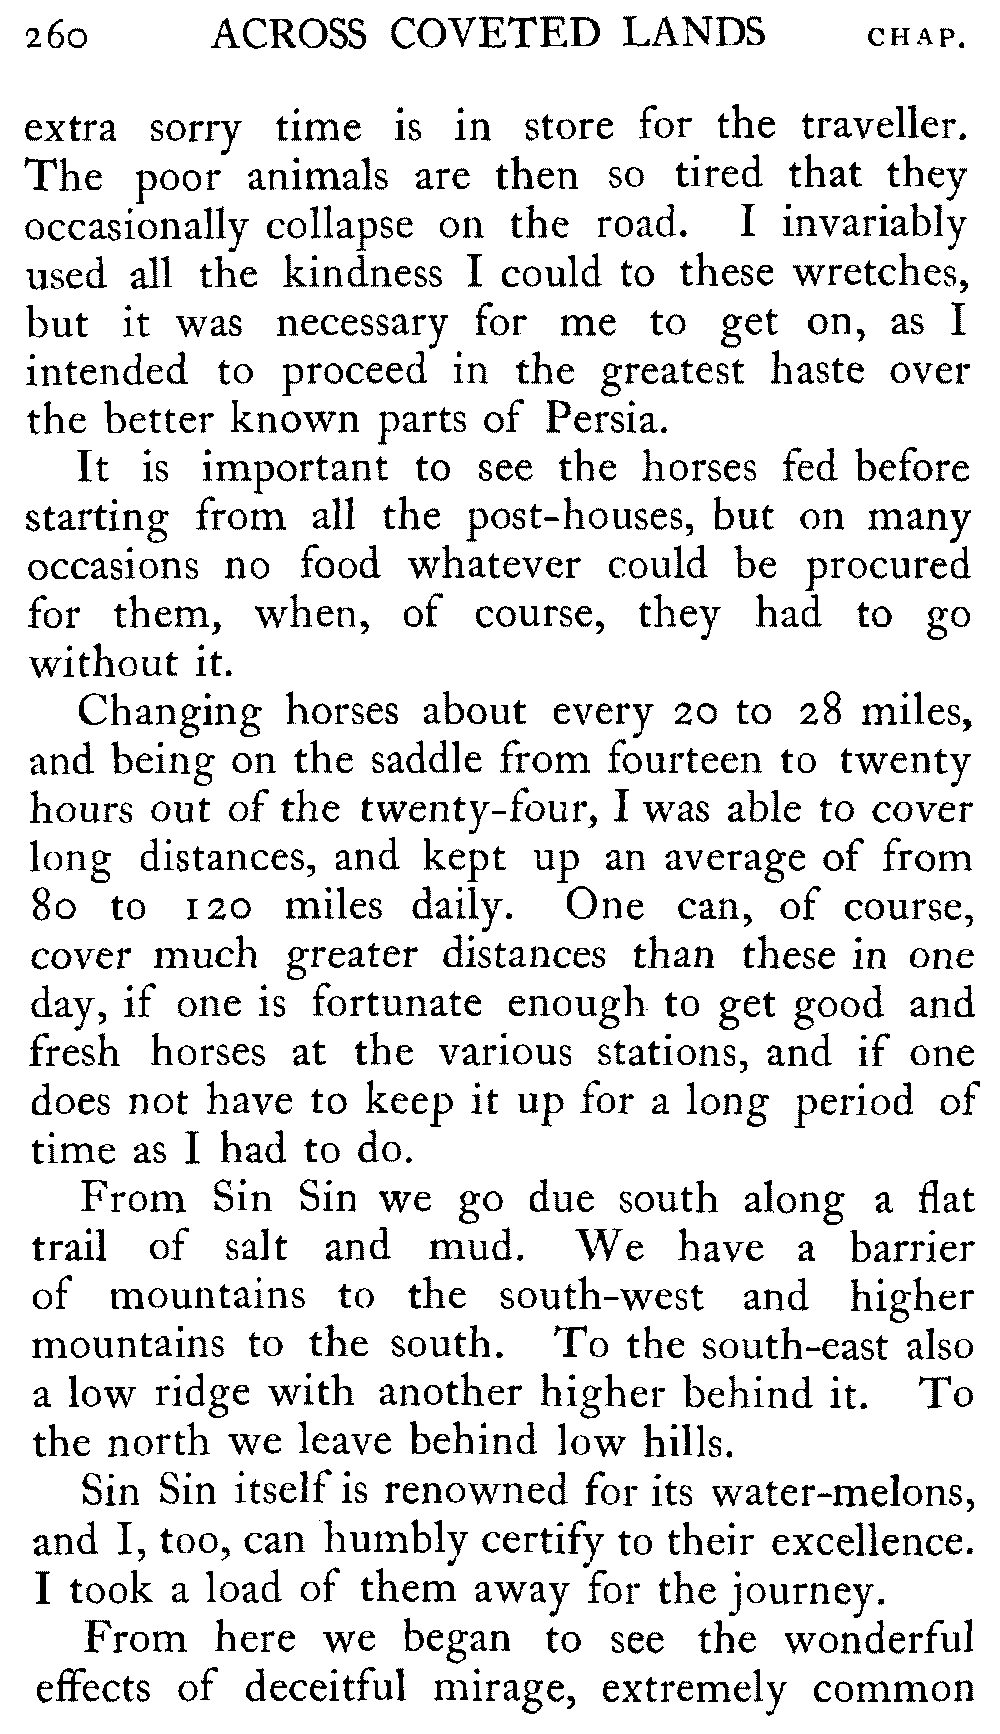 260 ACROSS COVETED LANDS CHAP.
extra sorry time is in store for the traveller.
The poor animals are then so tired that they
occasionally collapse on the road. I invariably
used all the kindness I could to these wretches,
but it was necessary for me to get on, as I
intended to proceed in the greatest haste over
the better known parts of Persia.
It is important to see the horses fed before
starting from all the post-houses, but on many
occasions no food whatever could be procured
for them, when, of course, they had to go
without it.
Changing horses about every 20 to 28 miles,
and being on the saddle from fourteen to twenty
hours out of the twenty-four, I was able to cover
long distances, and kept up an average of from
80 to 120 miles daily. One can, of course,
cover much greater distances than these in one
day, if one is fortunate enough to get good and
fresh horses at the various stations, and if one
does not have to keep it up for a long period of
time as I had to do.
From Sin Sin we go due south along a flat
trail of salt and mud. We have a barrier
of mountains to the south-west and higher
mountains to the south. To the south-east also
a low ridge with another higher behind it. To
the north we leave behind low hills.
Sin Sin itself is renowned for its water-melons,
and I, too, can humbly certify to their excellence.
I took a load of them away for the journey.
From here we began to see the wonderful
effects of deceitful mirage, extremely common